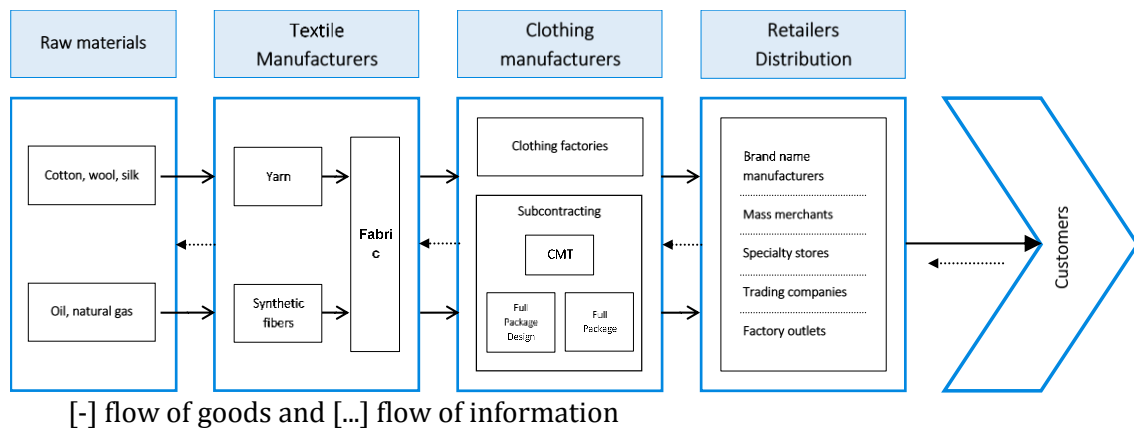 Raw materials
Textile
Manufacturers
Clothing
manufacturers
Retailers
Distribution
Cotton, wool, silk
Oil, natural gas
Yarn
Synthetic
fibers
Fabri
c
Clothing factories
Subcontracting
CMT
Full
Package
Design
Full
Package
Brand name
manufacturers
Mass merchants
Specialty stores
Trading companies
Factory outlets
Customers
[-] flow of goods and [...] flow of information